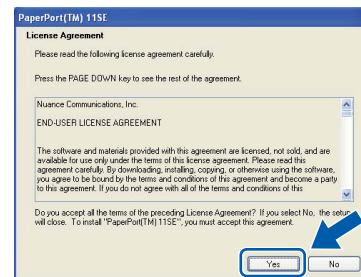 PaperPort(TM) 11SE
License Agreement
Please read the following license agreement carefully.
Press the PAGE DOWN key to see the rest of the agreement.
Nuance Communications, Inc.
END-USER LICENSE AGREEMENT
The software and materials provided with this agreement are licensed, not sold, and are
available for use only under the terms of this license agreement. Please read this
agreement carefully. By downloading, installing, copying, or otherwise using the software,
you agree to be bound by the terms and conditions of this agreement and become a party
to this agreement. If you do not agree with all of the terms and conditions of this
Do you accept all the terms of the preceding License Agreement? If you select No, the setup
will close. To install "PaperPort(TM) 11SE", you must accept this agreement.
Yes
No